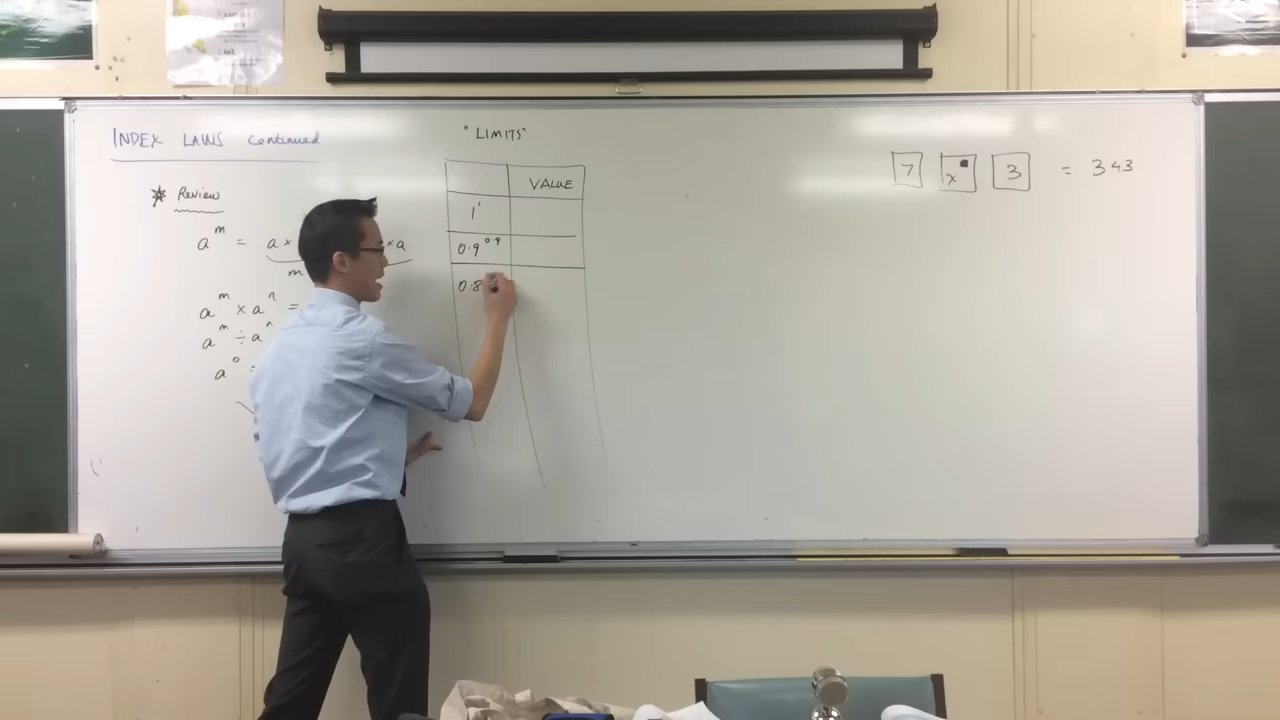 INDEX LAWS continued
* Review
a^m = a × × a
m
a^m × a^n =
a^m ÷ a^n
a^0 =
"LIMITS"
VALUE
1^1
0.9^0.9
0.8
7 x^■ 3 = 343